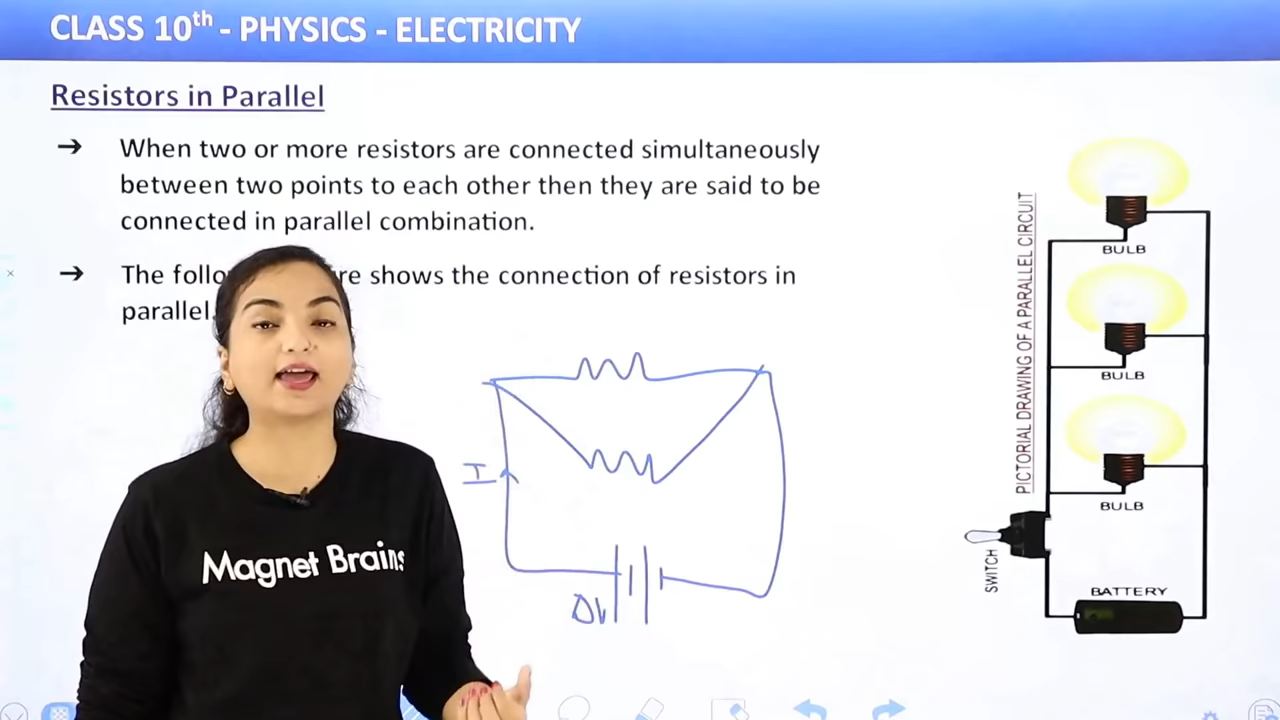 CLASS 10th - PHYSICS - ELECTRICITY
Resistors in Parallel
➔ When two or more resistors are connected simultaneously
between two points to each other then they are said to be
connected in parallel combination.
➔ The follo re shows the connection of resistors in
parallel.
I
ΔV
Magnet Brains
PICTORIAL DRAWING OF A PARALLEL CIRCUIT
BULB
BULB
BULB
SWITCH
BATTERY